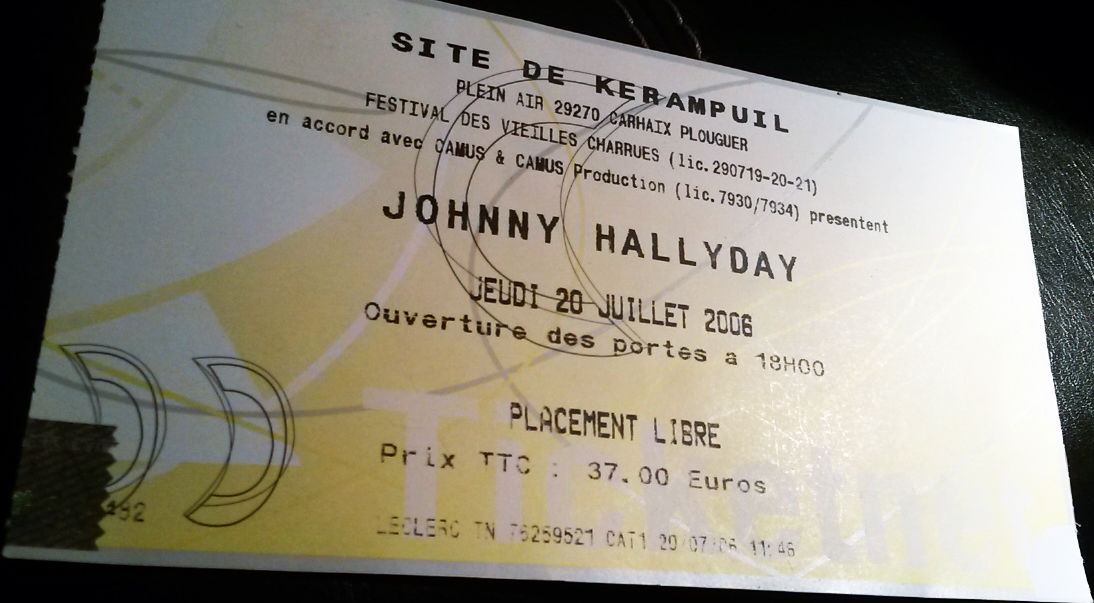 SITE DE KERAMPUIL
PLEIN AIR 29270 CARHAIX PLOUGUER
FESTIVAL DES VIEILLES CHARRUES (lic.290719-20-21)
en accord avec CAMUS & CAMUS Production (lic.7930/7934) presentent
JOHNNY HALLYDAY
JEUDI 20 JUILLET 2006
Ouverture des portes a 18H00
PLACEMENT LIBRE
Prix TTC : 37.00 Euros
LECLERC TN 76259521 CAT1 20/07/06 11:46
Ticketnet